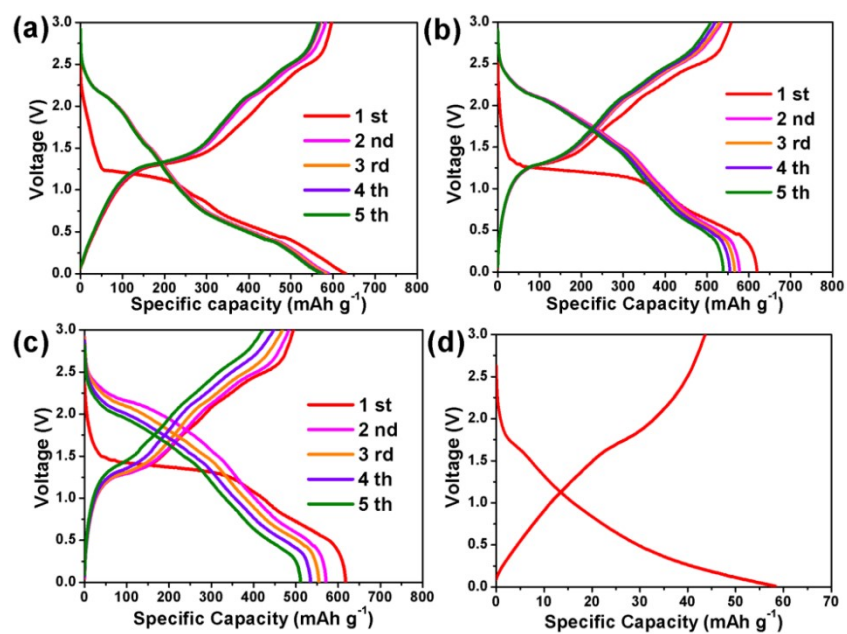 (a)
3.0
2.5
2.0
1.5
1.0
0.5
0.0
Voltage (V)
1 st
2 nd
3 rd
4 th
5 th
0 100 200 300 400 500 600 700 800
Specific capacity (mAh g⁻¹)
(b)
3.0
2.5
2.0
1.5
1.0
0.5
0.0
Voltage (V)
1 st
2 nd
3 rd
4 th
5 th
0 100 200 300 400 500 600 700 800
Specific Capacity (mAh g⁻¹)
(c)
3.0
2.5
2.0
1.5
1.0
0.5
0.0
Voltage (V)
1 st
2 nd
3 rd
4 th
5 th
0 100 200 300 400 500 600 700 800
Specific Capacity (mAh g⁻¹)
(d)
3.0
2.5
2.0
1.5
1.0
0.5
0.0
Voltage (V)
0 10 20 30 40 50 60 70
Specific Capacity (mAh g⁻¹)